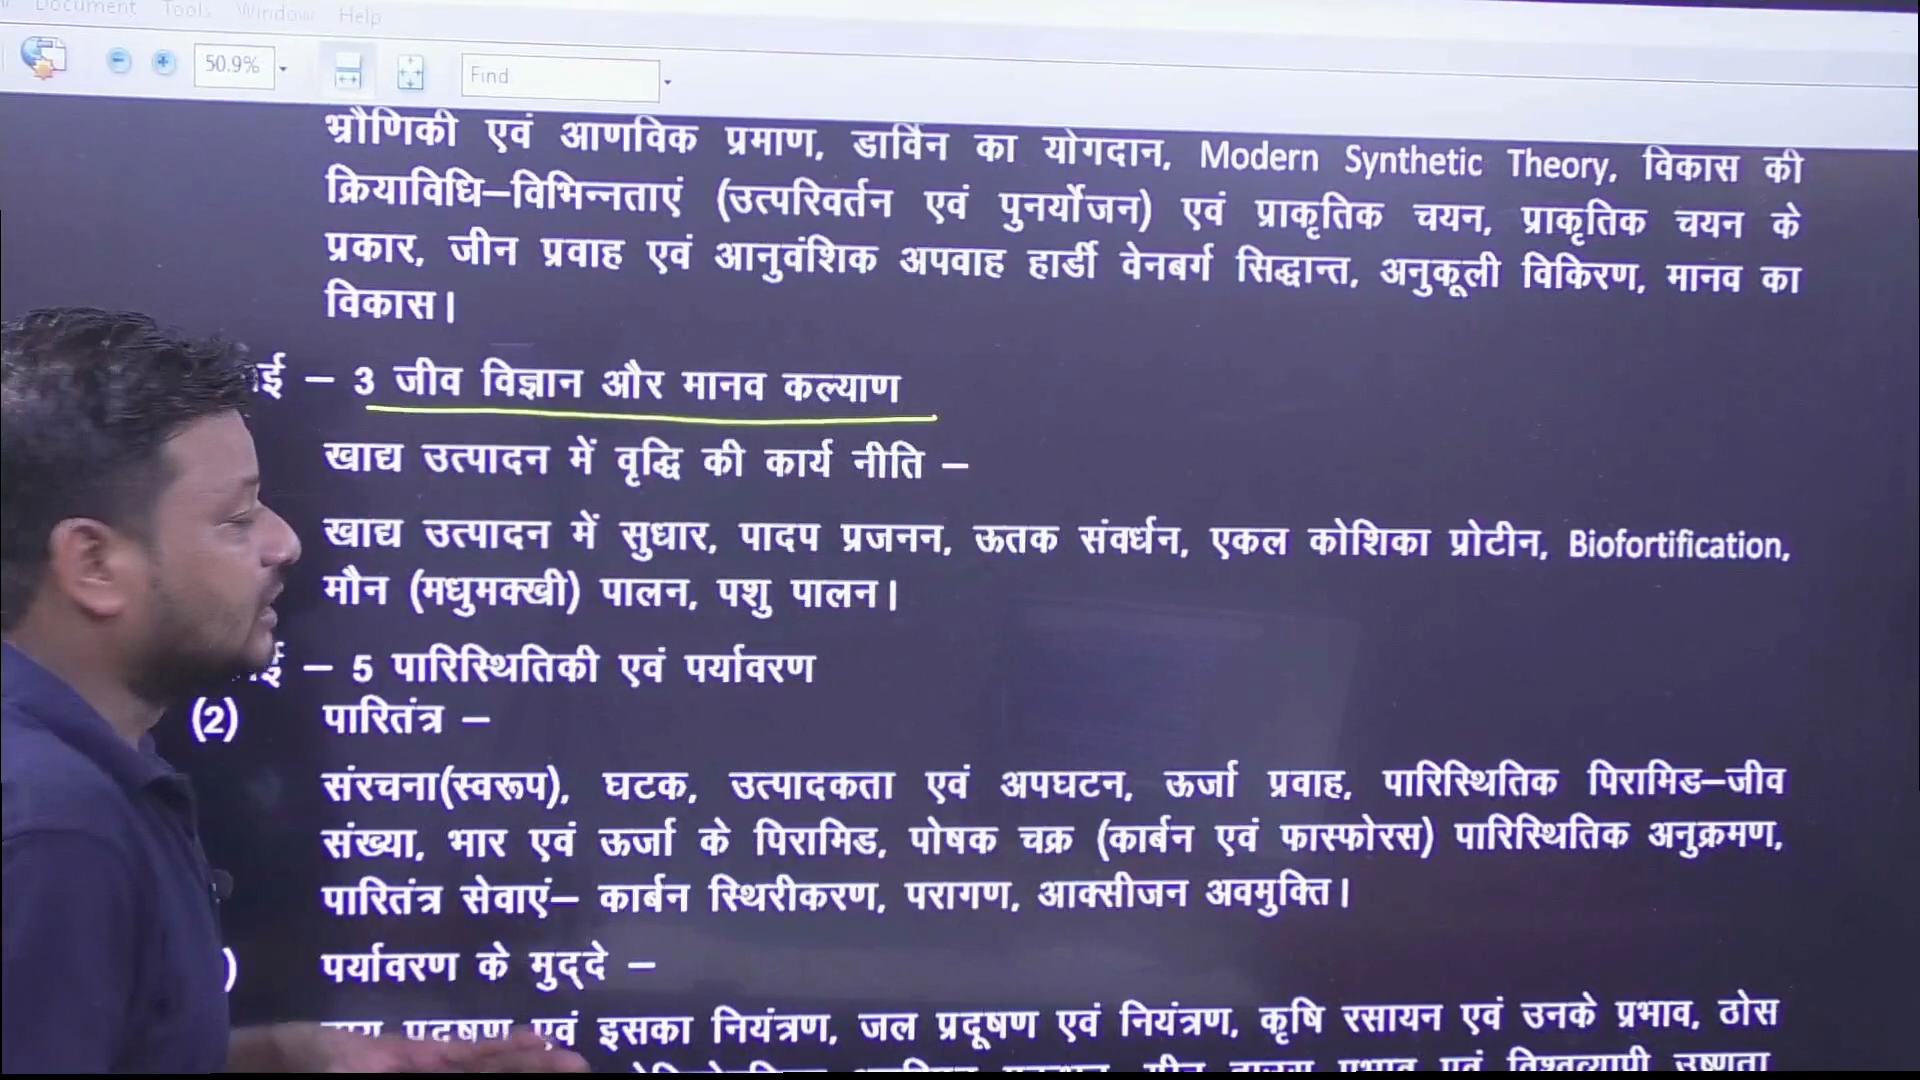 Document Tools Window Help
50.9% Find
भ्रौणिकी एवं आणविक प्रमाण, डार्विन का योगदान, Modern Synthetic Theory, विकास की
क्रियाविधि–विभिन्नताएं (उत्परिवर्तन एवं पुनर्योजन) एवं प्राकृतिक चयन, प्राकृतिक चयन के
प्रकार, जीन प्रवाह एवं आनुवंशिक अपवाह हार्डी वेनबर्ग सिद्धान्त, अनुकूली विकिरण, मानव का
विकास।
– 3 जीव विज्ञान और मानव कल्याण
खाद्य उत्पादन में वृद्धि की कार्य नीति –
खाद्य उत्पादन में सुधार, पादप प्रजनन, ऊतक संवर्धन, एकल कोशिका प्रोटीन, Biofortification,
मौन (मधुमक्खी) पालन, पशु पालन।
– 5 पारिस्थितिकी एवं पर्यावरण
(2) पारितंत्र –
संरचना(स्वरूप), घटक, उत्पादकता एवं अपघटन, ऊर्जा प्रवाह, पारिस्थितिक पिरामिड–जीव
संख्या, भार एवं ऊर्जा के पिरामिड, पोषक चक्र (कार्बन एवं फास्फोरस) पारिस्थितिक अनुक्रमण,
पारितंत्र सेवाएं– कार्बन स्थिरीकरण, परागण, आक्सीजन अवमुक्ति।
) पर्यावरण के मुद्दे –
एवं इसका नियंत्रण, जल प्रदूषण एवं नियंत्रण, कृषि रसायन एवं उनके प्रभाव, ठोस